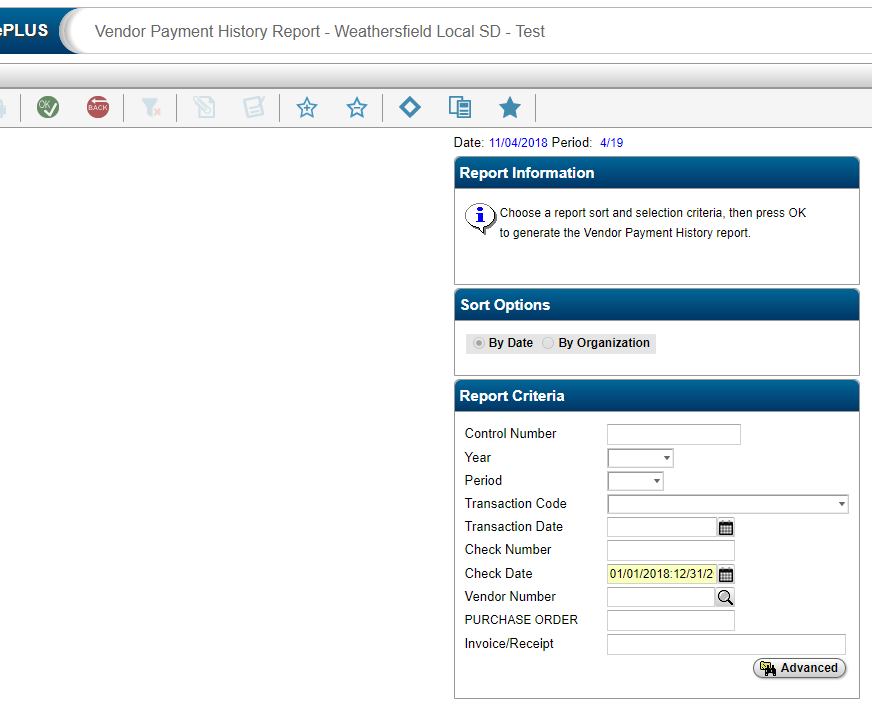 ePLUS
Vendor Payment History Report - Weathersfield Local SD - Test
OK
BACK
Date: 11/04/2018 Period: 4/19
Report Information
Choose a report sort and selection criteria, then press OK
to generate the Vendor Payment History report.
Sort Options
By Date By Organization
Report Criteria
Control Number
Year
Period
Transaction Code
Transaction Date
Check Number
Check Date 01/01/2018:12/31/2
Vendor Number
PURCHASE ORDER
Invoice/Receipt
Advanced